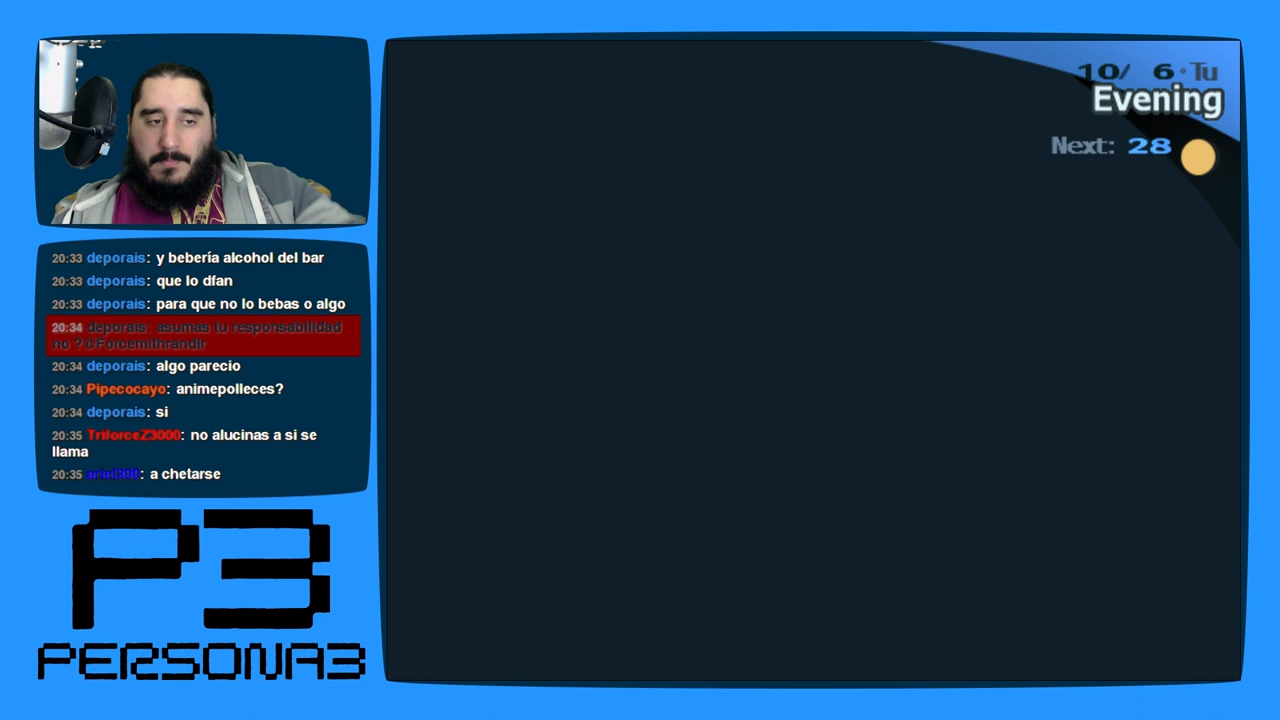 10/ 6·Tu
Evening
Next: 28
20:33 deporais: y bebería alcohol del bar
20:33 deporais: que lo dfan
20:33 deporais: para que no lo bebas o algo
20:34 deporais: asumas tu responsabilidad
no ?@Forcemithrandir
20:34 deporais: algo parecio
20:34 Pipecocayo: animepolleces?
20:34 deporais: si
20:35 TriforceZ3000: no alucinas a si se
llama
20:35 ariel300: a chetarse
P3
PERSONA3